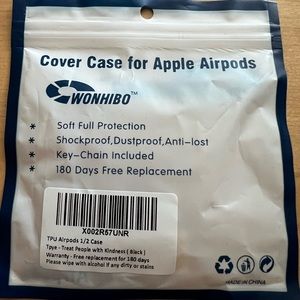 Cover Case for Apple Airpods
WONHIBO™
* Soft Full Protection
* Shockproof,Dustproof,Anti-lost
* Key-Chain Included
* 180 Days Free Replacement
X002R57UNR
TPU Airpods 1/2 Case
Tpye - Treat People with Kindness ( Black )
Warranty - Free replacement for 180 days
Please wipe with alcohol if any dirty or stains
MADE IN CHINA